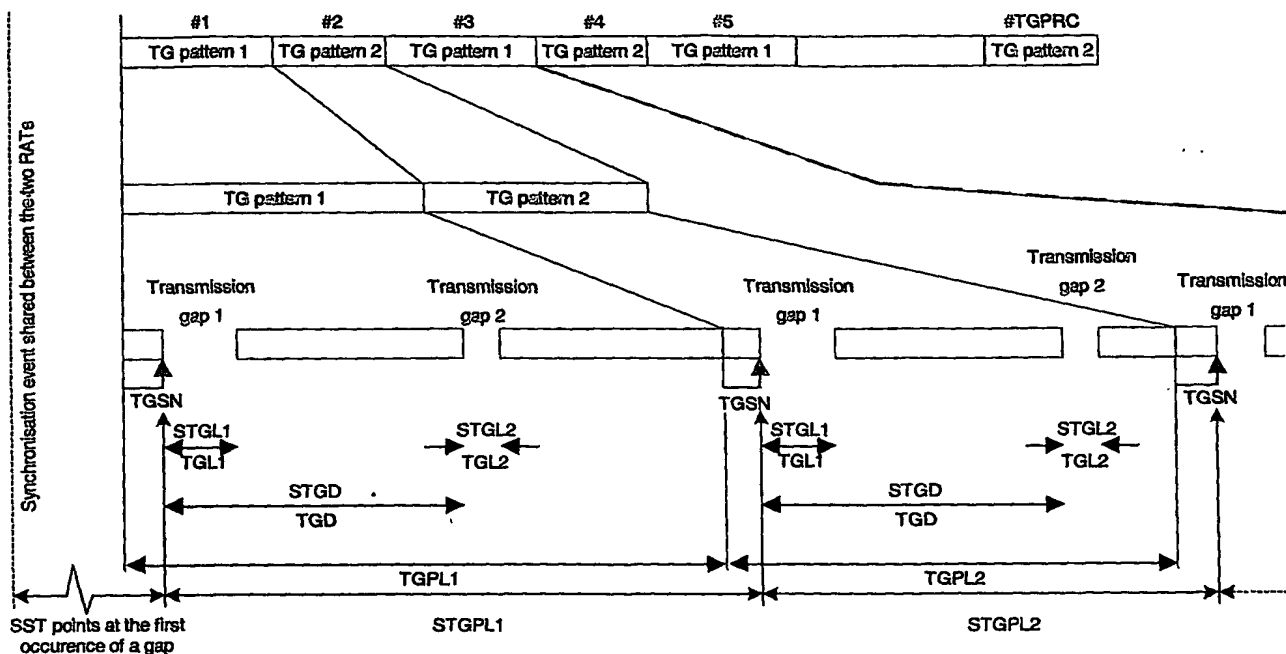 #1 #2 #3 #4 #5 #TGPRC
TG pattern 1 TG pattern 2 TG pattern 1 TG pattern 2 TG pattern 1 TG pattern 2
Synchronisation event shared between the two RATs
TG pattern 1 TG pattern 2
Transmission
gap 1
Transmission
gap 2
Transmission
gap 1
Transmission
gap 2
Transmission
gap 1
TGSN TGSN TGSN
STGL1 STGL2 STGL1 STGL2
TGL1 TGL2 TGL1 TGL2
STGD STGD
TGD TGD
TGPL1 TGPL2
SST points at the first
occurence of a gap
STGPL1 STGPL2